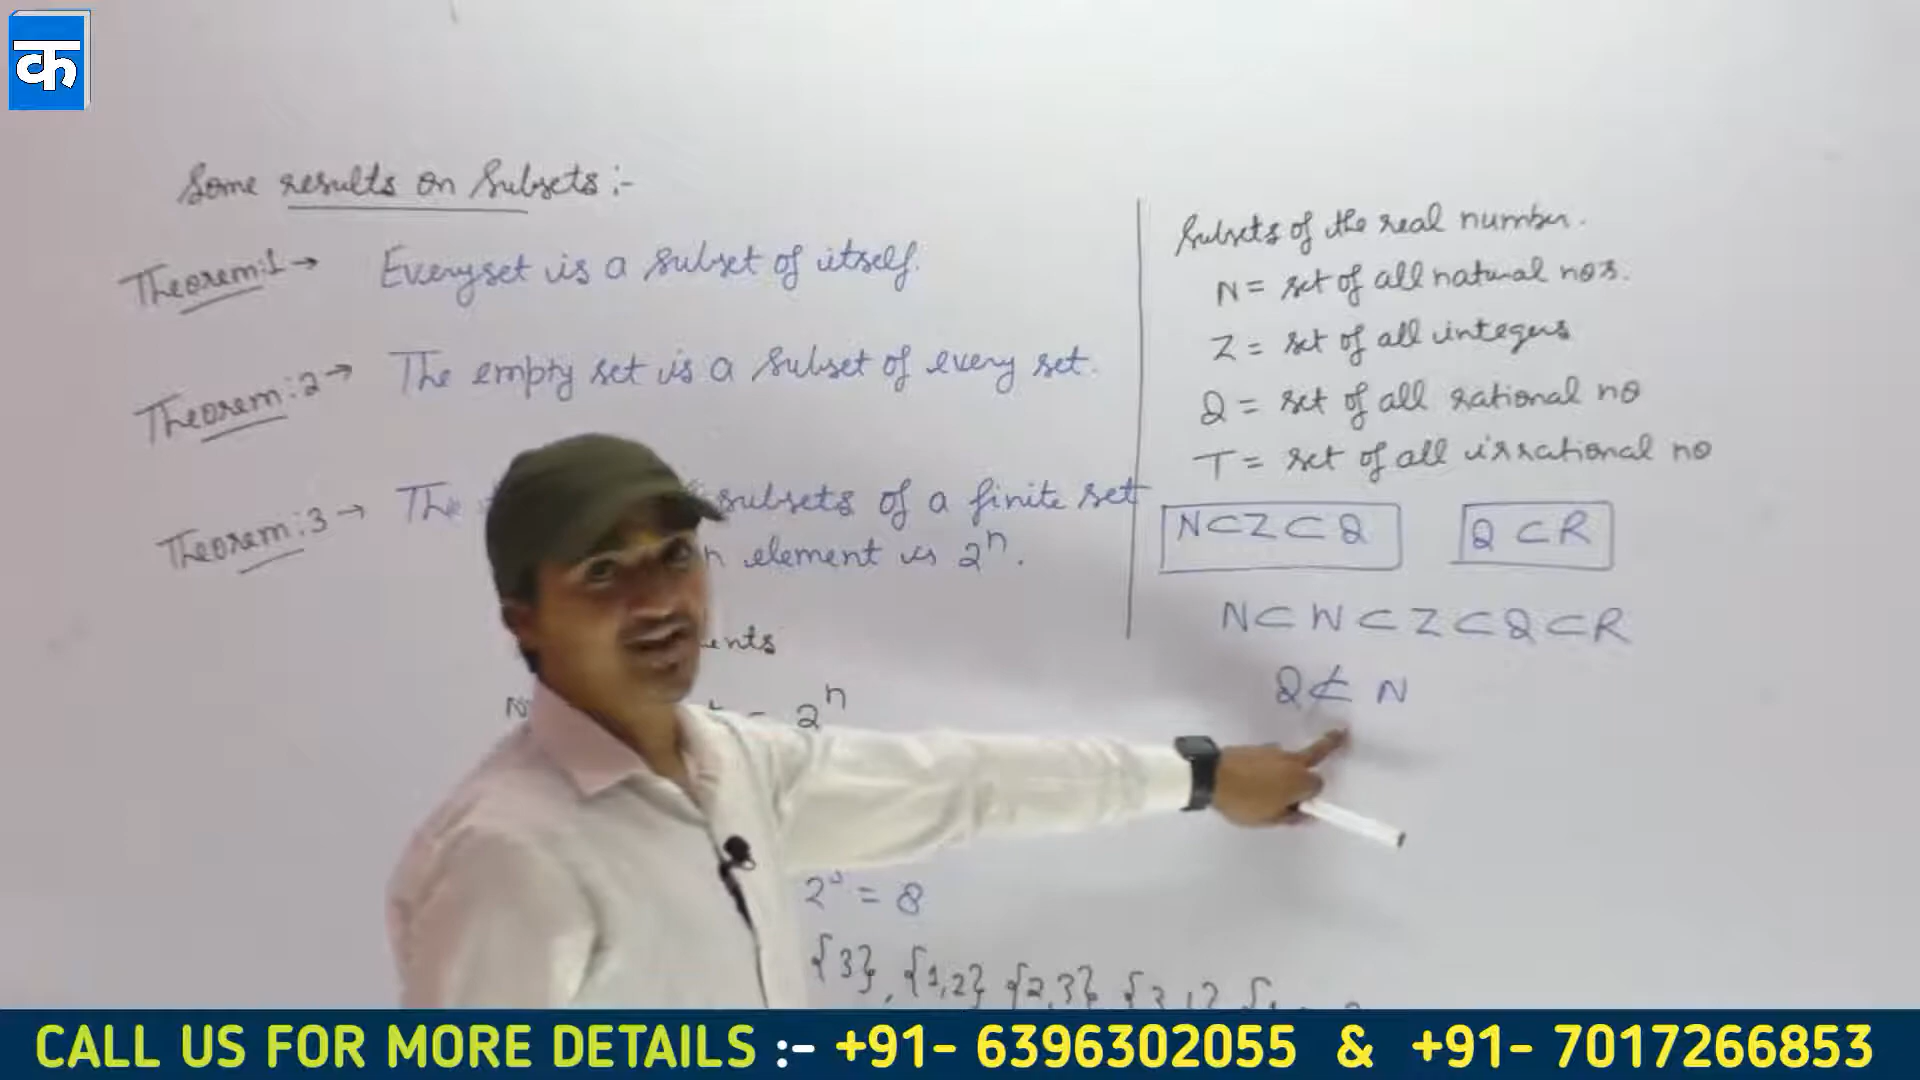 क
Some results on Subsets :-
Theorem:1→ Every set is a subset of itself.
Theorem:2→ The empty set is a subset of every set.
Theorem:3→ The subsets of a finite set
n element is 2ⁿ.
2ⁿ
= 8
{3}, {1,2} {2,3}
Subsets of the real number.
N = set of all natural nos.
Z = set of all integers
Q = set of all rational no
T = set of all irrational no
N⊂Z⊂Q Q⊂R
N⊂W⊂Z⊂Q⊂R
Q⊄N
CALL US FOR MORE DETAILS :- +91- 6396302055 & +91- 7017266853